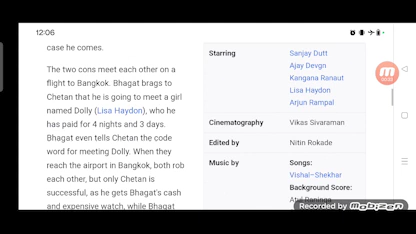 12:06
case he comes.
The two cons meet each other on a
flight to Bangkok. Bhagat brags to
Chetan that he is going to meet a girl
named Dolly (Lisa Haydon), who he
has paid for 4 nights and 3 days.
Bhagat even tells Chetan the code
word for meeting Dolly. When they
reach the airport in Bangkok, both rob
each other, but only Chetan is
successful, as he gets Bhagat's cash
and expensive watch, while Bhagat
Starring
Sanjay Dutt
Ajay Devgn
Kangana Ranaut
Lisa Haydon
Arjun Rampal
Cinematography
Vikas Sivaraman
Edited by
Nitin Rokade
Music by
Songs:
Vishal–Shekhar
Background Score:
Atul Raninga
Recorded by Mobizen